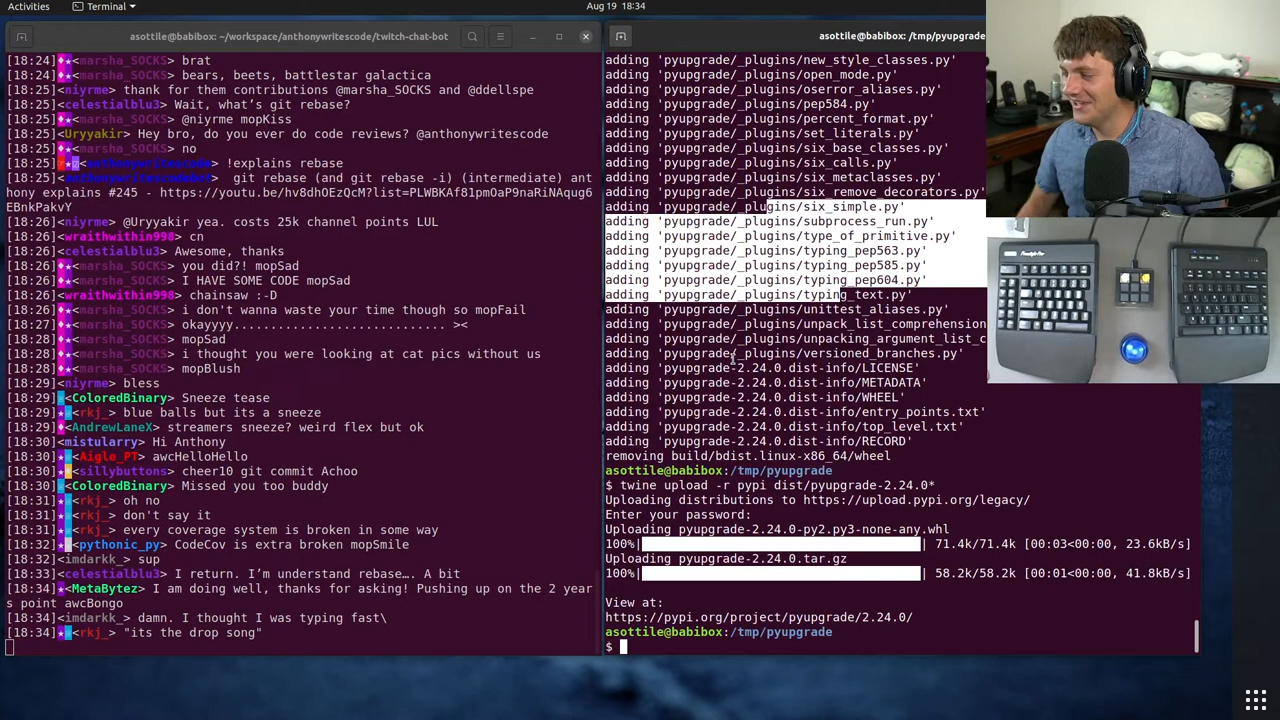 Activities
Terminal
Aug 19 18:34
asottile@babibox: ~/workspace/anthonywritescode/twitch-chat-bot
[18:24]<marsha_SOCKS> brat
[18:24]<marsha_SOCKS> bears, beets, battlestar galactica
[18:25]<niyrme> thank for them contributions @marsha_SOCKS and @ddellspe
[18:25]<celestialblu3> Wait, what’s git rebase?
[18:25]<marsha_SOCKS> @niyrme mopKiss
[18:25]<Uryyakir> Hey bro, do you ever do code reviews? @anthonywritescode
[18:25]<marsha_SOCKS> no
[18:25]<anthonywritescode> !explains rebase
[18:25]<anthonywritescodebot> git rebase (and git rebase -i) (intermediate) ant
hony explains #245 - https://youtu.be/hv8dhOEzQcM?list=PLWBKAf81pmOaP9naRiNAqug6
EBnkPakvY
[18:26]<niyrme> @Uryyakir yea. costs 25k channel points LUL
[18:26]<wraithwithin998> cn
[18:26]<celestialblu3> Awesome, thanks
[18:26]<marsha_SOCKS> you did?! mopSad
[18:26]<marsha_SOCKS> I HAVE SOME CODE mopSad
[18:26]<wraithwithin998> chainsaw :-D
[18:26]<marsha_SOCKS> i don't wanna waste your time though so mopFail
[18:27]<marsha_SOCKS> okayyyy............................ ><
[18:28]<marsha_SOCKS> mopSad
[18:28]<marsha_SOCKS> i thought you were looking at cat pics without us
[18:28]<marsha_SOCKS> mopBlush
[18:29]<niyrme> bless
[18:29]<ColoredBinary> Sneeze tease
[18:29]<rkj_> blue balls but its a sneeze
[18:29]<AndrewLaneX> streamers sneeze? weird flex but ok
[18:30]<mistularry> Hi Anthony
[18:30]<Aigle_PT> awcHelloHello
[18:30]<sillybuttons> cheer10 git commit Achoo
[18:30]<ColoredBinary> Missed you too buddy
[18:31]<rkj_> oh no
[18:31]<rkj_> don't say it
[18:31]<rkj_> every coverage system is broken in some way
[18:32]<pythonic_py> CodeCov is extra broken mopSmile
[18:32]<imdarkk_> sup
[18:33]<celestialblu3> I return. I’m understand rebase…. A bit
[18:34]<MetaBytez> I am doing well, thanks for asking! Pushing up on the 2 year
s point awcBongo
[18:34]<imdarkk_> damn. I thought I was typing fast\
[18:34]<rkj_> "its the drop song"
asottile@babibox: /tmp/pyupgrade
adding 'pyupgrade/_plugins/new_style_classes.py'
adding 'pyupgrade/_plugins/open_mode.py'
adding 'pyupgrade/_plugins/oserror_aliases.py'
adding 'pyupgrade/_plugins/pep584.py'
adding 'pyupgrade/_plugins/percent_format.py'
adding 'pyupgrade/_plugins/set_literals.py'
adding 'pyupgrade/_plugins/six_base_classes.py'
adding 'pyupgrade/_plugins/six_calls.py'
adding 'pyupgrade/_plugins/six_metaclasses.py'
adding 'pyupgrade/_plugins/six_remove_decorators.py'
adding 'pyupgrade/_plugins/six_simple.py'
adding 'pyupgrade/_plugins/subprocess_run.py'
adding 'pyupgrade/_plugins/type_of_primitive.py'
adding 'pyupgrade/_plugins/typing_pep563.py'
adding 'pyupgrade/_plugins/typing_pep585.py'
adding 'pyupgrade/_plugins/typing_pep604.py'
adding 'pyupgrade/_plugins/typing_text.py'
adding 'pyupgrade/_plugins/unittest_aliases.py'
adding 'pyupgrade/_plugins/unpack_list_comprehension
adding 'pyupgrade/_plugins/unpacking_argument_list_c
adding 'pyupgrade/_plugins/versioned_branches.py'
adding 'pyupgrade-2.24.0.dist-info/LICENSE'
adding 'pyupgrade-2.24.0.dist-info/METADATA'
adding 'pyupgrade-2.24.0.dist-info/WHEEL'
adding 'pyupgrade-2.24.0.dist-info/entry_points.txt'
adding 'pyupgrade-2.24.0.dist-info/top_level.txt'
adding 'pyupgrade-2.24.0.dist-info/RECORD'
removing build/bdist.linux-x86_64/wheel
asottile@babibox:/tmp/pyupgrade
$ twine upload -r pypi dist/pyupgrade-2.24.0*
Uploading distributions to https://upload.pypi.org/legacy/
Enter your password:
Uploading pyupgrade-2.24.0-py2.py3-none-any.whl
100%| | 71.4k/71.4k [00:03<00:00, 23.6kB/s]
Uploading pyupgrade-2.24.0.tar.gz
100%| | 58.2k/58.2k [00:01<00:00, 41.8kB/s]
View at:
https://pypi.org/project/pyupgrade/2.24.0/
asottile@babibox:/tmp/pyupgrade
$